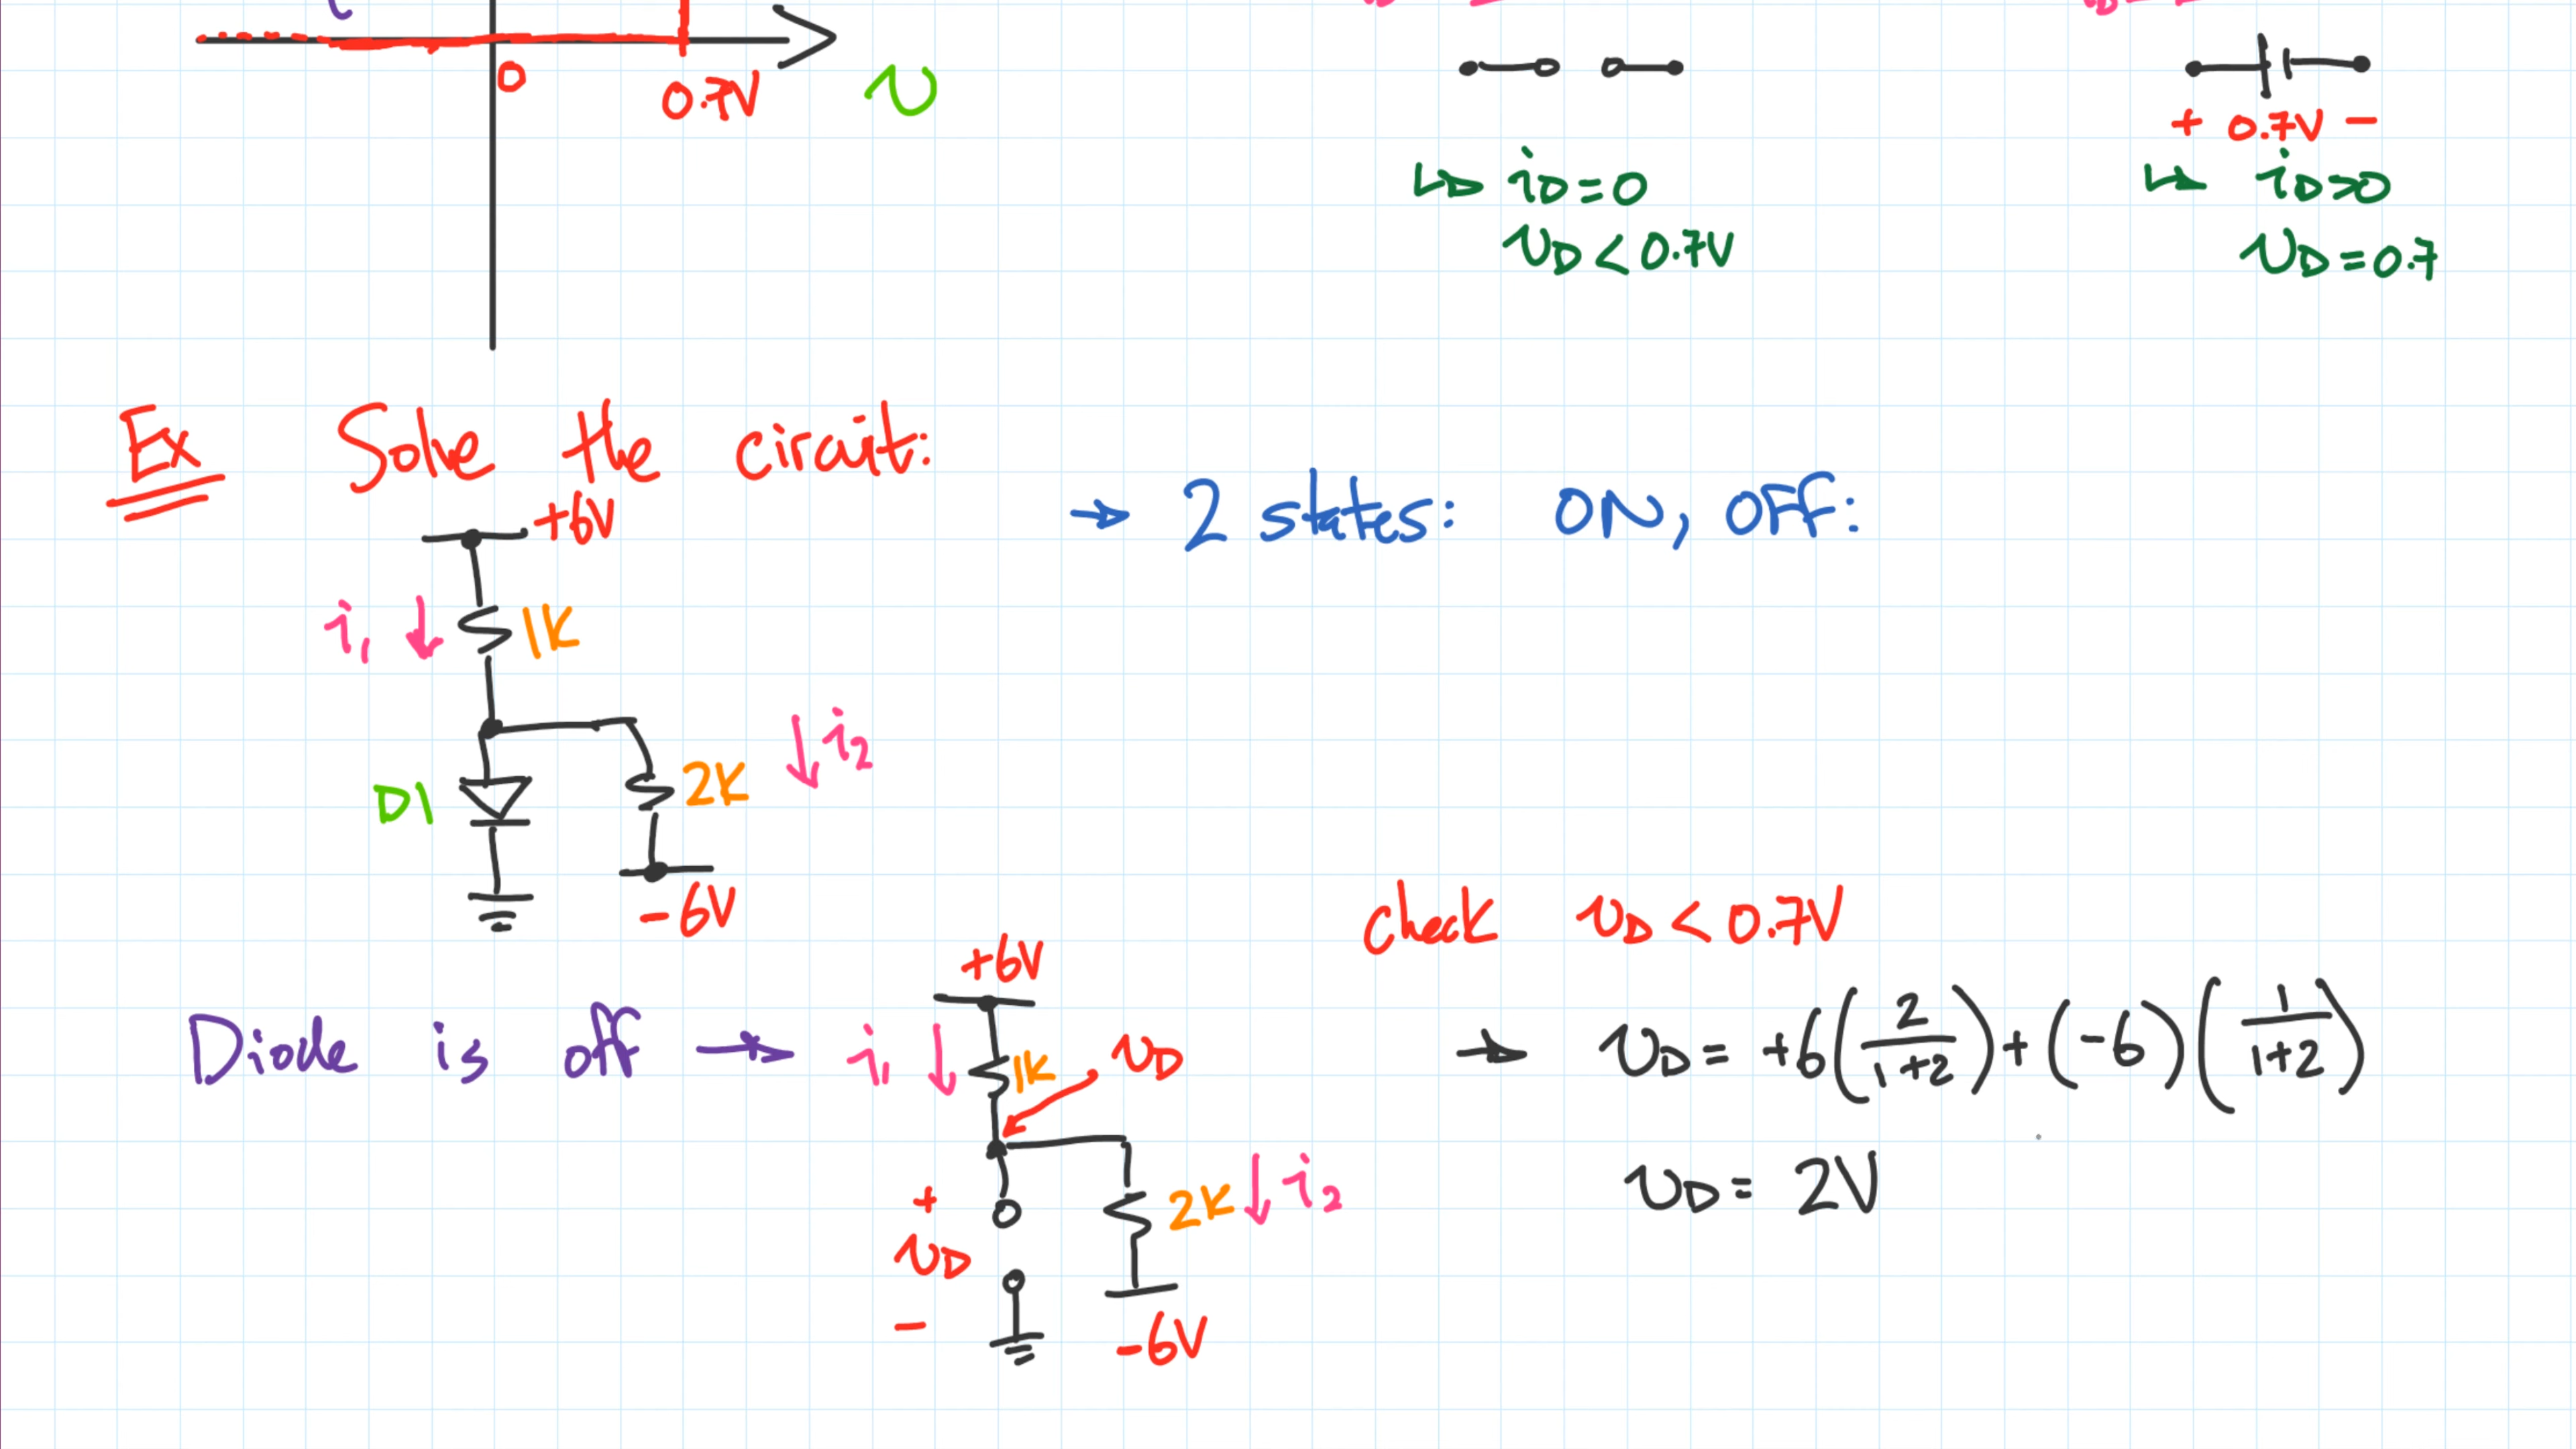 0
0.7V
v
+ 0.7V −
↳ iD=0
vD < 0.7V
↳ iD>0
vD=0.7
Ex Solve the circuit:
→ 2 states: ON, OFF:
+6V
i1 ↓ 1K
D1
2K ↓ i2
-6V
check vD < 0.7V
Diode is off →
+6V
i1 ↓ 1K
vD
→ vD = +6(2/(1+2)) + (-6)(1/(1+2))
vD = 2V
+
vD
−
2K ↓ i2
-6V